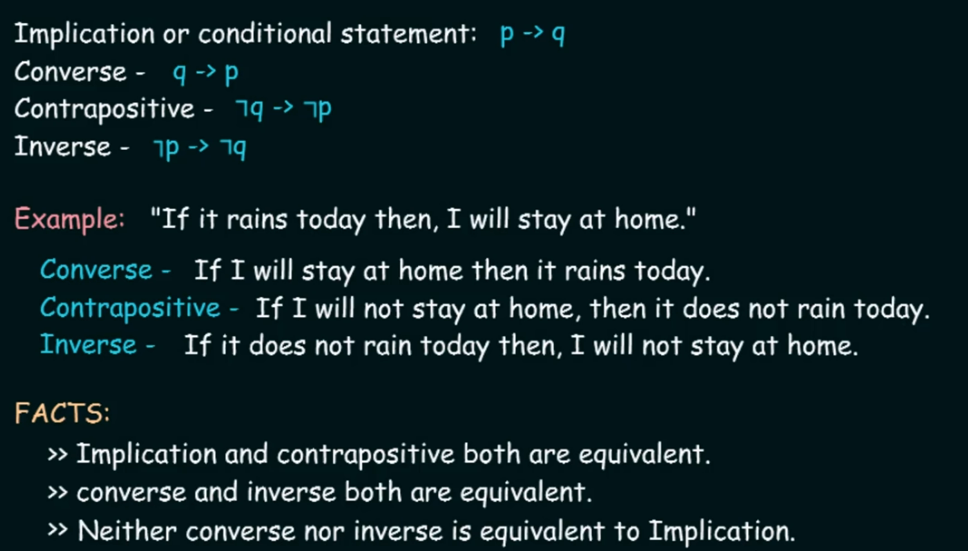 Implication or conditional statement: p -> q
Converse - q -> p
Contrapositive - ¬q -> ¬p
Inverse - ¬p -> ¬q
Example: "If it rains today then, I will stay at home."
Converse - If I will stay at home then it rains today.
Contrapositive - If I will not stay at home, then it does not rain today.
Inverse - If it does not rain today then, I will not stay at home.
FACTS:
>> Implication and contrapositive both are equivalent.
>> converse and inverse both are equivalent.
>> Neither converse nor inverse is equivalent to Implication.